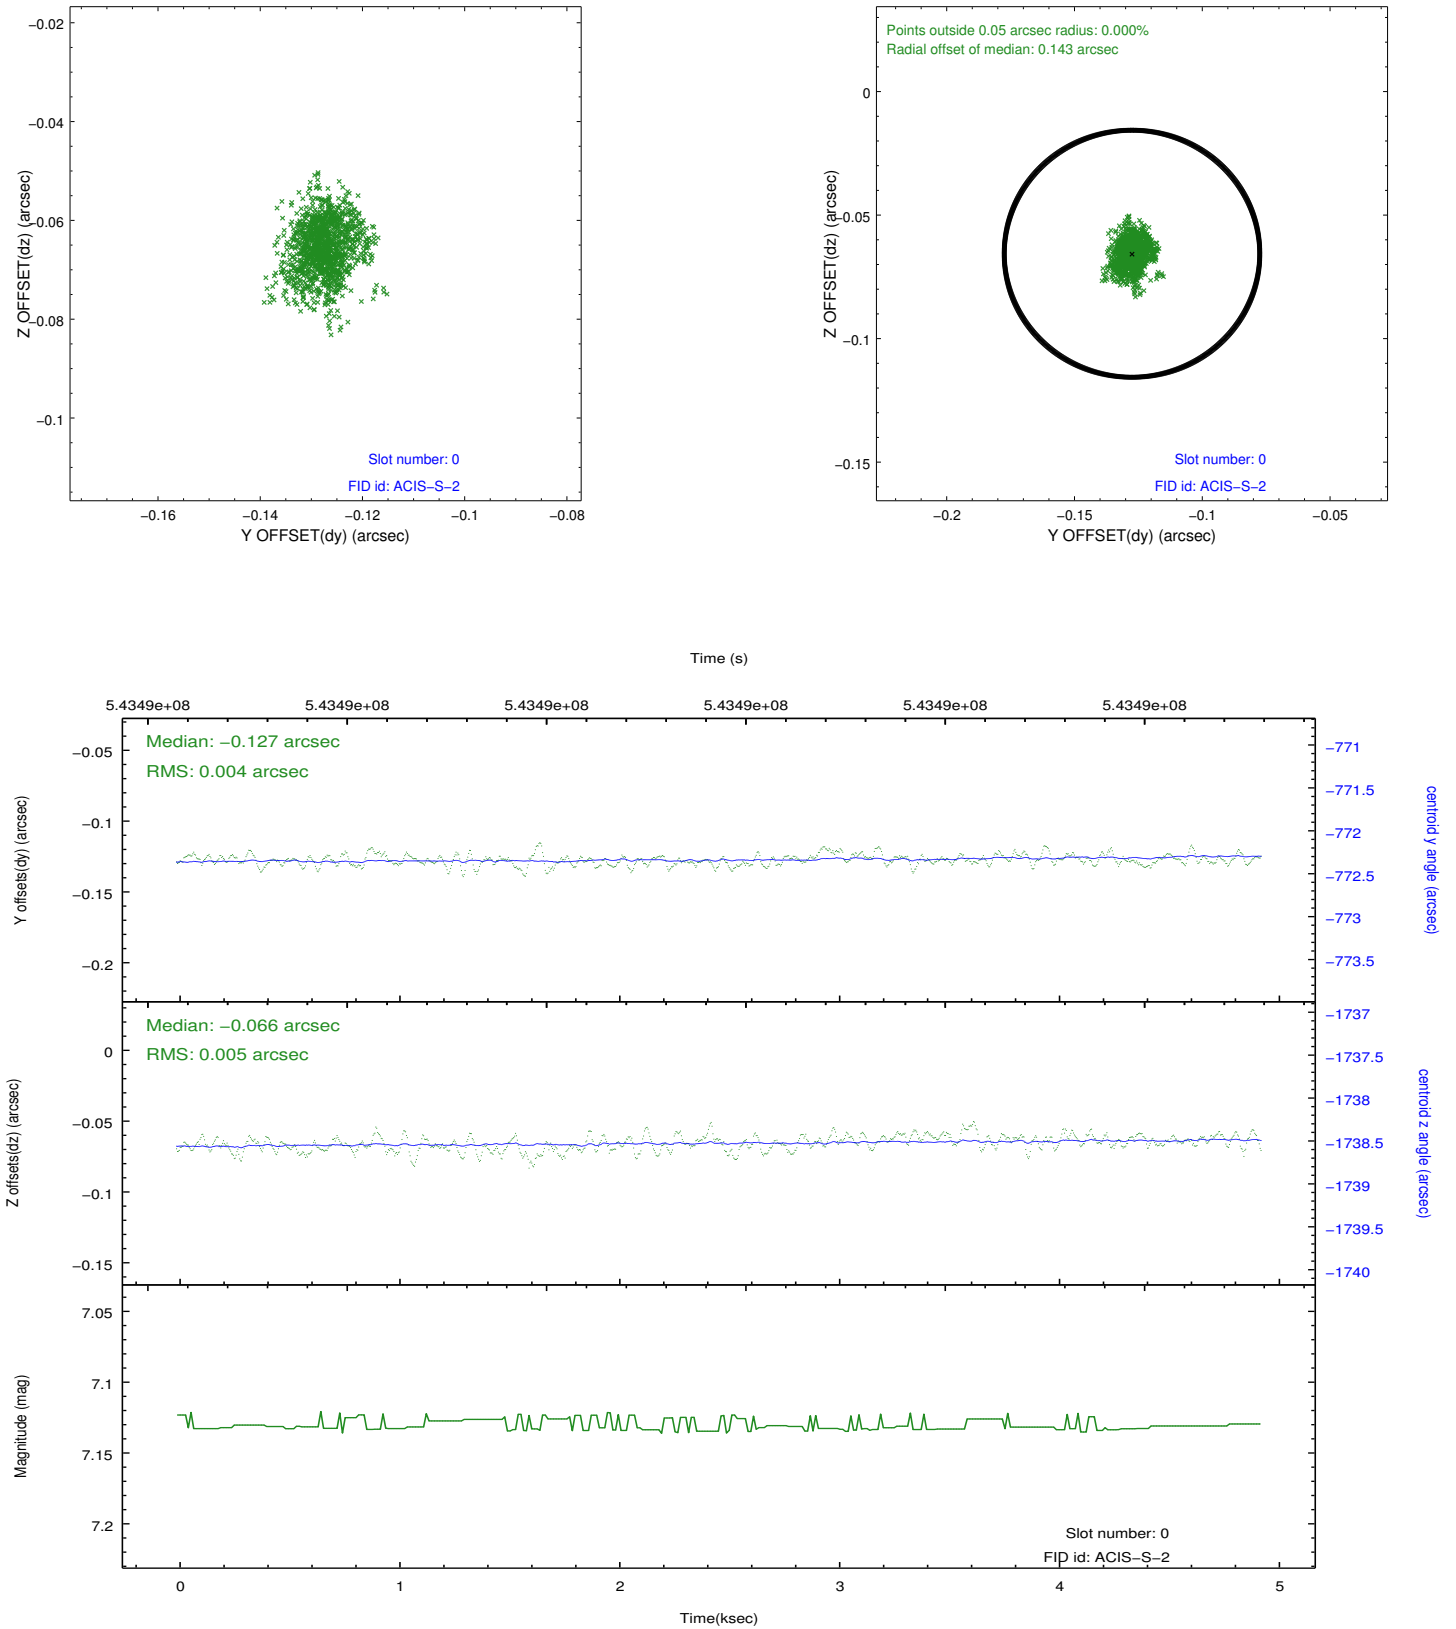 −0.02
−0.04
−0.06
−0.08
−0.1
Z OFFSET(dz) (arcsec)
Slot number: 0
FID id: ACIS−S−2
−0.16
−0.14
−0.12
−0.1
−0.08
Y OFFSET(dy) (arcsec)
Points outside 0.05 arcsec radius: 0.000%
Radial offset of median: 0.143 arcsec
0
−0.05
−0.1
−0.15
Z OFFSET(dz) (arcsec)
Slot number: 0
FID id: ACIS−S−2
−0.2
−0.15
−0.1
−0.05
Y OFFSET(dy) (arcsec)
Time (s)
5.4349e+08
5.4349e+08
5.4349e+08
5.4349e+08
5.4349e+08
5.4349e+08
Median: −0.127 arcsec
RMS: 0.004 arcsec
−0.05
−0.1
−0.15
−0.2
Y offsets(dy) (arcsec)
−771
−771.5
−772
−772.5
−773
−773.5
centroid y angle (arcsec)
Median: −0.066 arcsec
RMS: 0.005 arcsec
0
−0.05
−0.1
−0.15
Z offsets(dz) (arcsec)
−1737
−1737.5
−1738
−1738.5
−1739
−1739.5
−1740
centroid z angle (arcsec)
7.05
7.1
7.15
7.2
Magnitude (mag)
Slot number: 0
FID id: ACIS−S−2
0
1
2
3
4
5
Time(ksec)